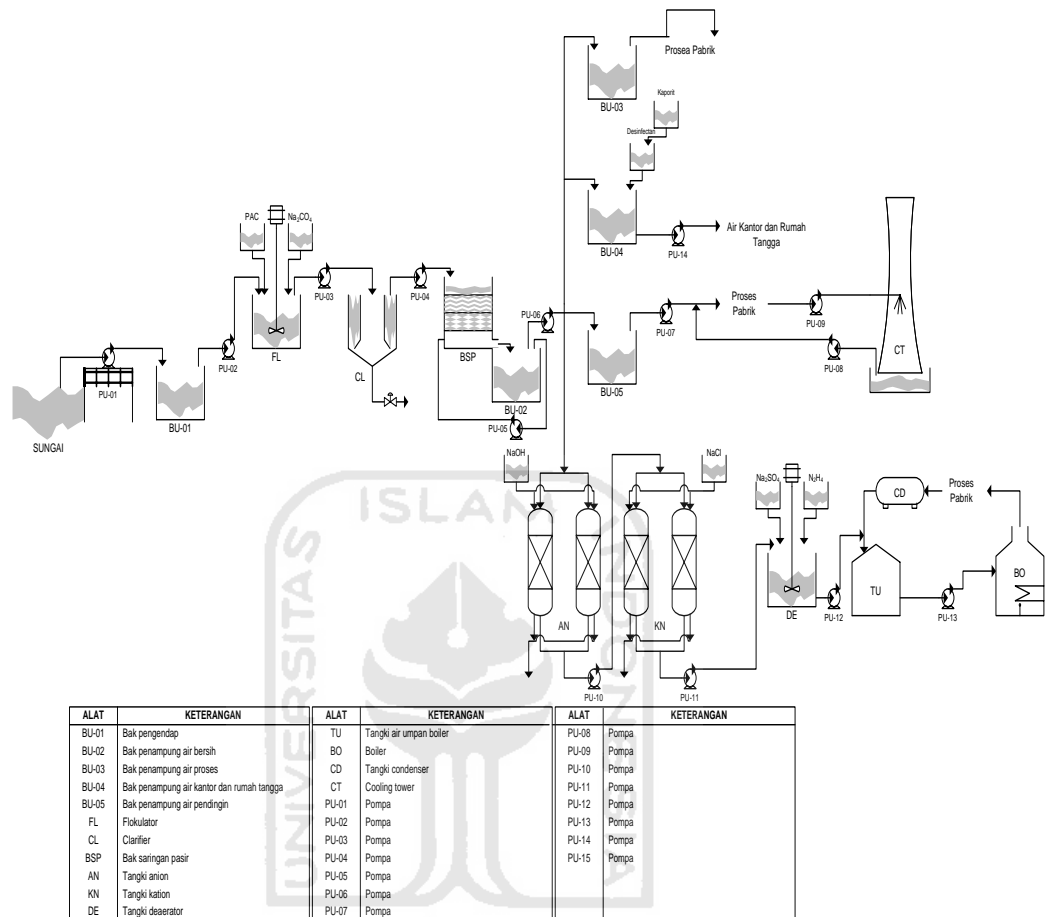 Prosea Pabrik
BU-03
Kaporit
Desinfectan
BU-04
PU-14
Air Kantor dan Rumah
Tangga
PAC
Na₂CO₄
PU-03
PU-04
PU-02
FL
CL
BSP
PU-06
BU-02
PU-05
BU-05
PU-07
Proses
Pabrik
PU-09
PU-08
CT
PU-01
BU-01
SUNGAI
NaOH
NaCl
AN
KN
PU-10
PU-11
Na₂SO₄
N₂H₄
DE
PU-12
CD
Proses
Pabrik
TU
PU-13
BO
UNIVERSITAS
ISLAM
INDONESIA
ALAT KETERANGAN ALAT KETERANGAN ALAT KETERANGAN
BU-01 Bak pengendap TU Tangki air umpan boiler PU-08 Pompa
BU-02 Bak penampung air bersih BO Boiler PU-09 Pompa
BU-03 Bak penampung air proses CD Tangki condenser PU-10 Pompa
BU-04 Bak penampung air kantor dan rumah tangga CT Cooling tower PU-11 Pompa
BU-05 Bak penampung air pendingin PU-01 Pompa PU-12 Pompa
FL Flokulator PU-02 Pompa PU-13 Pompa
CL Clarifier PU-03 Pompa PU-14 Pompa
BSP Bak saringan pasir PU-04 Pompa PU-15 Pompa
AN Tangki anion PU-05 Pompa
KN Tangki kation PU-06 Pompa
DE Tangki deaerator PU-07 Pompa